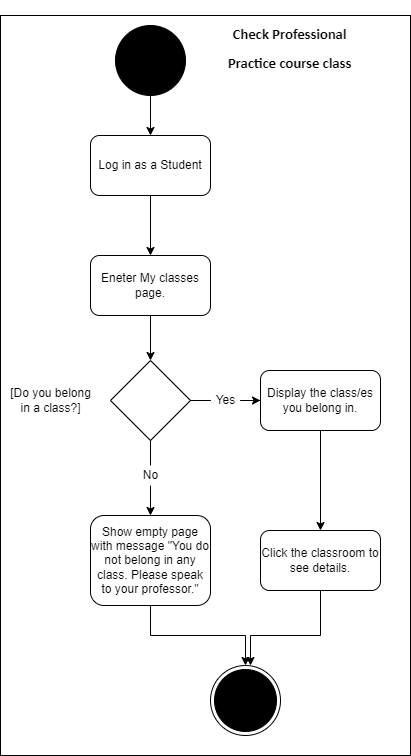 Check Professional
Practice course class
Log in as a Student
Eneter My classes
page.
[Do you belong
in a class?]
Yes
Display the class/es
you belong in.
No
Show empty page
with message "You do
not belong in any
class. Please speak
to your professor."
Click the classroom to
see details.